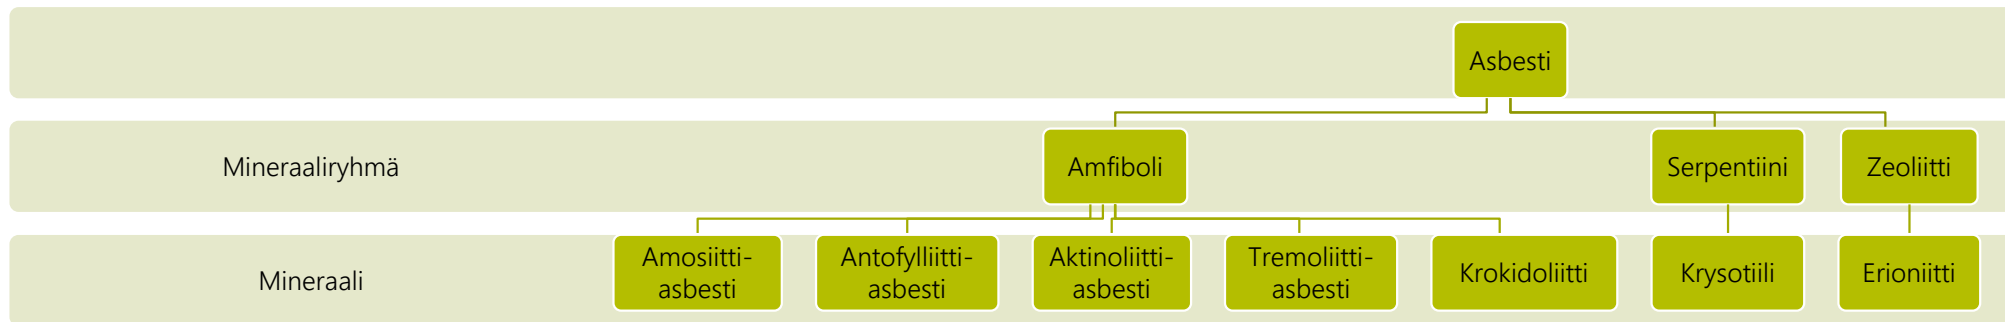 Asbesti
Mineraaliryhmä
Amfiboli
Serpentiini
Zeoliitti
Mineraali
Amosiitti-
asbesti
Antofylliitti-
asbesti
Aktinoliitti-
asbesti
Tremoliitti-
asbesti
Krokidoliitti
Krysotiili
Erioniitti